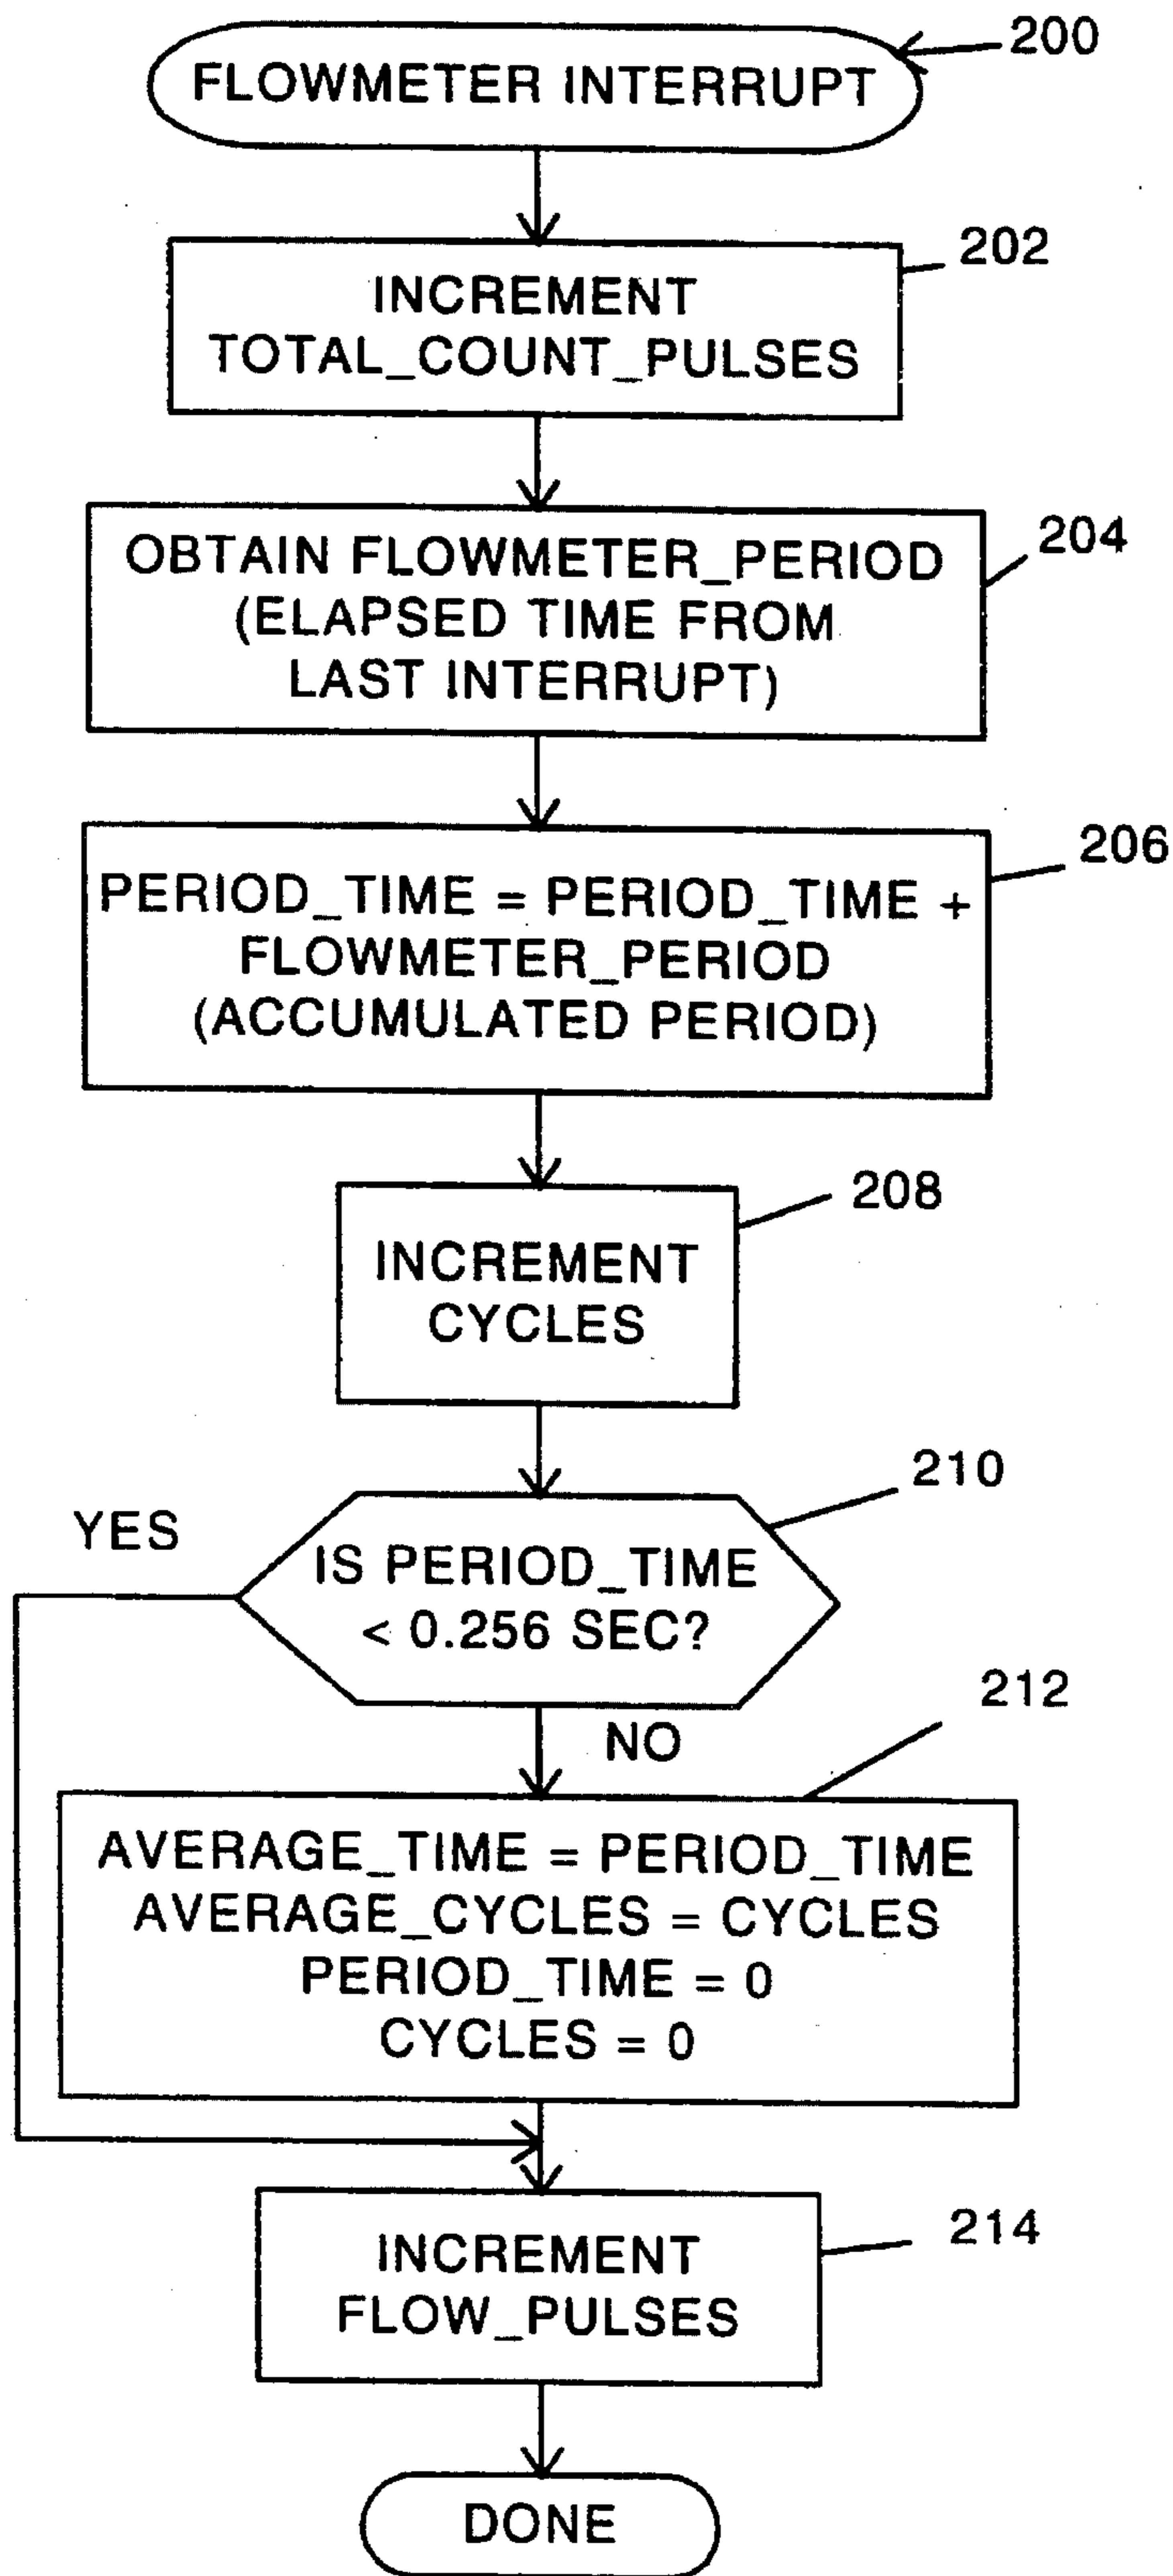 FLOWMETER INTERRUPT
200
INCREMENT
TOTAL_COUNT_PULSES
202
OBTAIN FLOWMETER_PERIOD
(ELAPSED TIME FROM
LAST INTERRUPT)
204
PERIOD_TIME = PERIOD_TIME +
FLOWMETER_PERIOD
(ACCUMULATED PERIOD)
206
INCREMENT
CYCLES
208
IS PERIOD_TIME
< 0.256 SEC?
210
YES
NO
212
AVERAGE_TIME = PERIOD_TIME
AVERAGE_CYCLES = CYCLES
PERIOD_TIME = 0
CYCLES = 0
INCREMENT
FLOW_PULSES
214
DONE